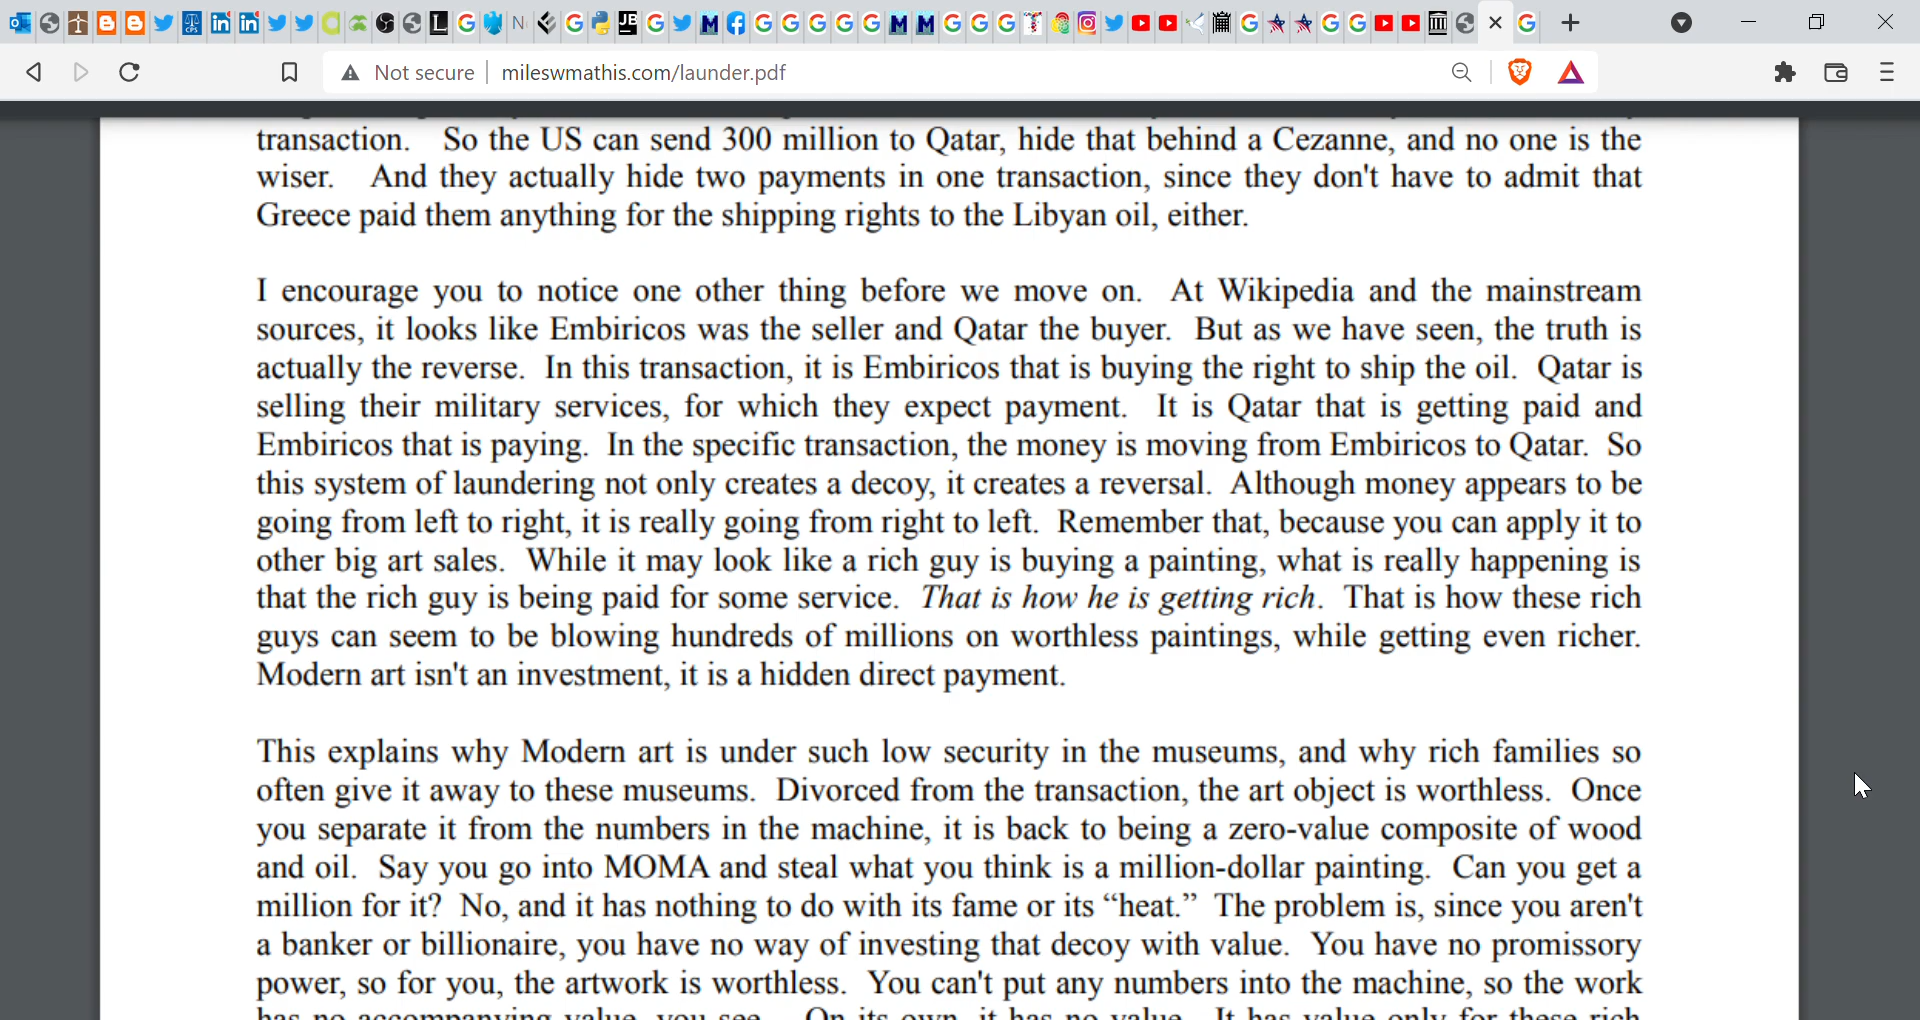 Not secure mileswmathis.com/launder.pdf
transaction. So the US can send 300 million to Qatar, hide that behind a Cezanne, and no one is the
wiser. And they actually hide two payments in one transaction, since they don't have to admit that
Greece paid them anything for the shipping rights to the Libyan oil, either.
I encourage you to notice one other thing before we move on. At Wikipedia and the mainstream
sources, it looks like Embiricos was the seller and Qatar the buyer. But as we have seen, the truth is
actually the reverse. In this transaction, it is Embiricos that is buying the right to ship the oil. Qatar is
selling their military services, for which they expect payment. It is Qatar that is getting paid and
Embiricos that is paying. In the specific transaction, the money is moving from Embiricos to Qatar. So
this system of laundering not only creates a decoy, it creates a reversal. Although money appears to be
going from left to right, it is really going from right to left. Remember that, because you can apply it to
other big art sales. While it may look like a rich guy is buying a painting, what is really happening is
that the rich guy is being paid for some service. That is how he is getting rich. That is how these rich
guys can seem to be blowing hundreds of millions on worthless paintings, while getting even richer.
Modern art isn't an investment, it is a hidden direct payment.
This explains why Modern art is under such low security in the museums, and why rich families so
often give it away to these museums. Divorced from the transaction, the art object is worthless. Once
you separate it from the numbers in the machine, it is back to being a zero-value composite of wood
and oil. Say you go into MOMA and steal what you think is a million-dollar painting. Can you get a
million for it? No, and it has nothing to do with its fame or its “heat.” The problem is, since you aren't
a banker or billionaire, you have no way of investing that decoy with value. You have no promissory
power, so for you, the artwork is worthless. You can't put any numbers into the machine, so the work
has no accompanying value, you see. On its own, it has no value. It has value only for these rich